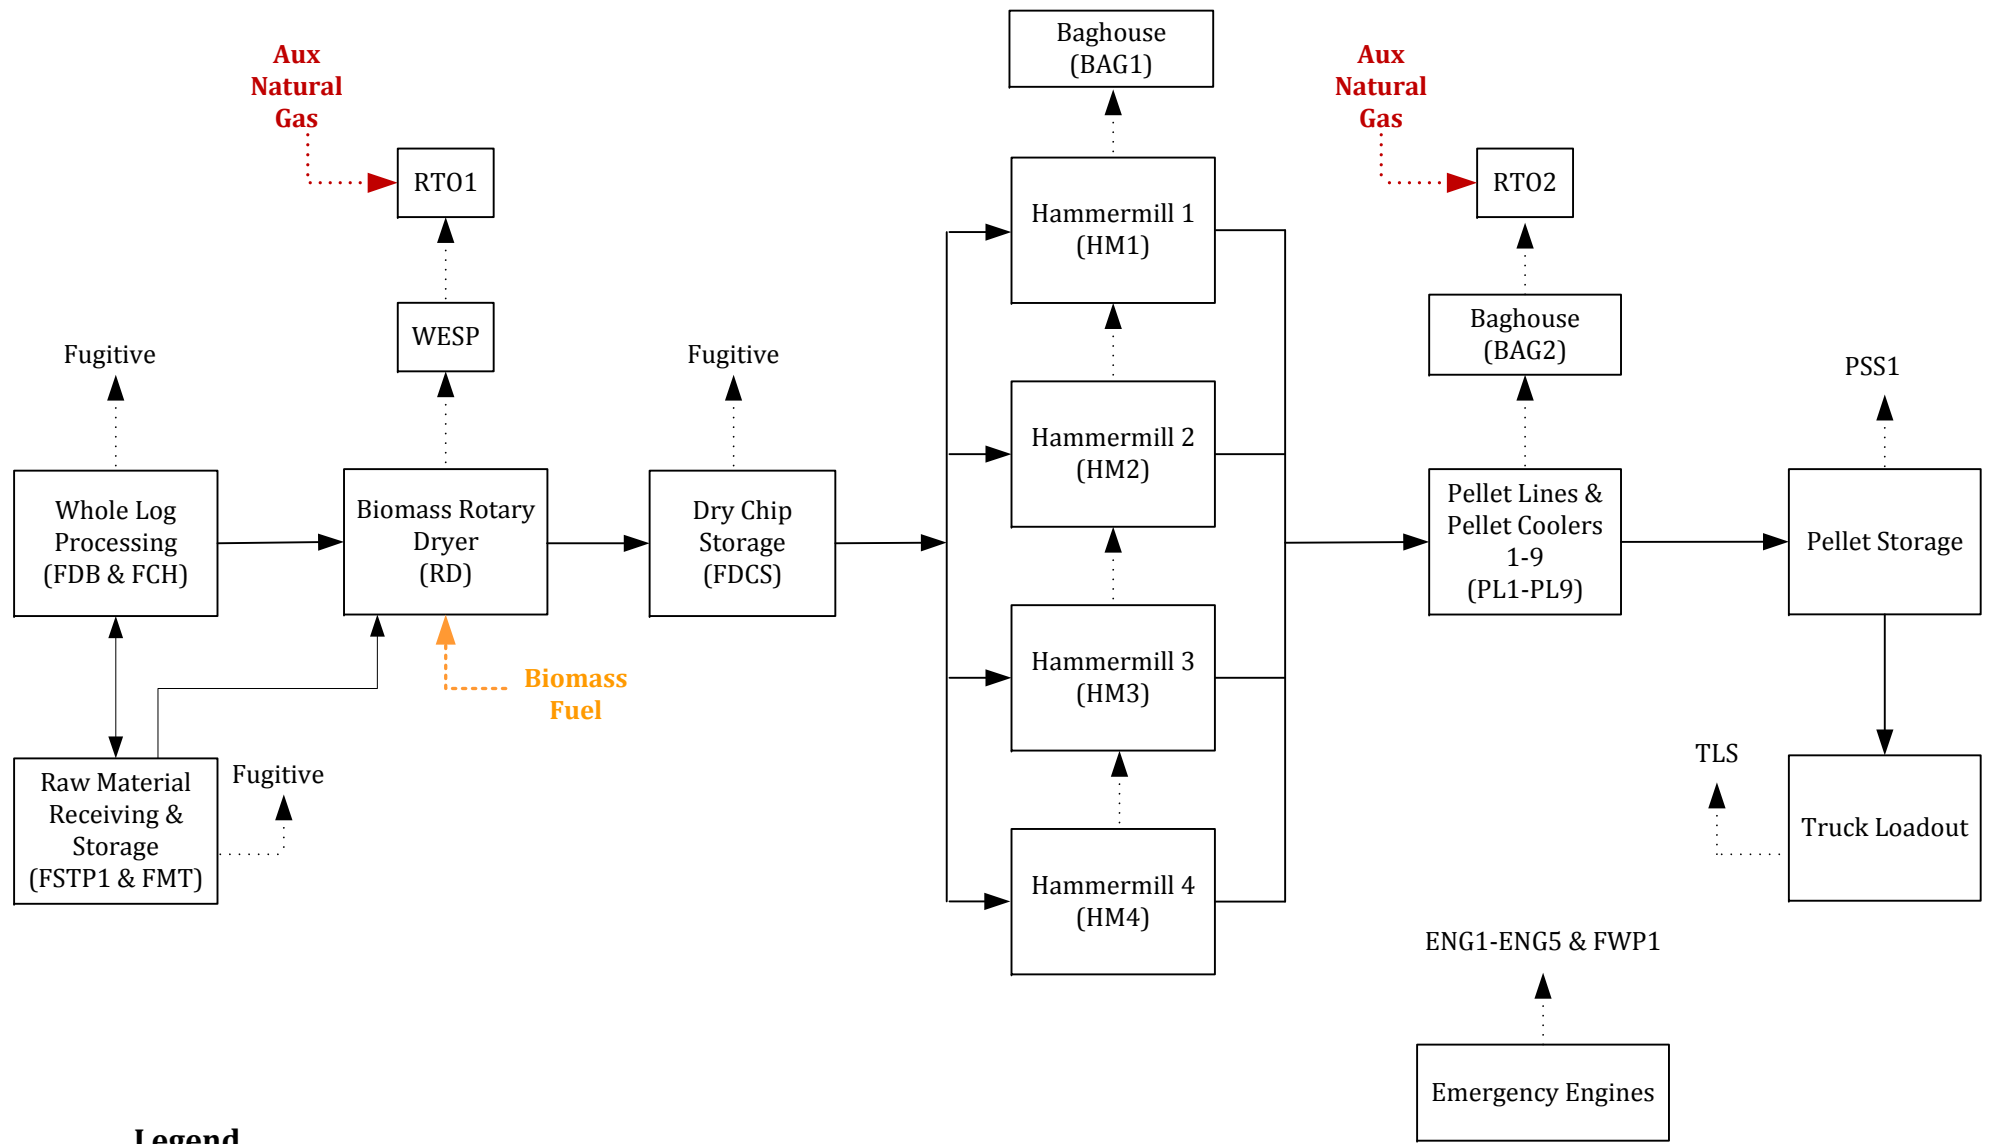 Baghouse
(BAG1)
Aux
Natural
Gas
Aux
Natural
Gas
RTO1
RTO2
Hammermill 1
(HM1)
WESP
Baghouse
(BAG2)
Fugitive
Fugitive
PSS1
Hammermill 2
(HM2)
Whole Log
Processing
(FDB & FCH)
Biomass Rotary
Dryer
(RD)
Dry Chip
Storage
(FDCS)
Pellet Lines &
Pellet Coolers
1-9
(PL1-PL9)
Pellet Storage
Biomass
Fuel
Hammermill 3
(HM3)
Raw Material
Receiving &
Storage
(FSTP1 & FMT)
Fugitive
TLS
Truck Loadout
Hammermill 4
(HM4)
ENG1-ENG5 & FWP1
Emergency Engines
Legend